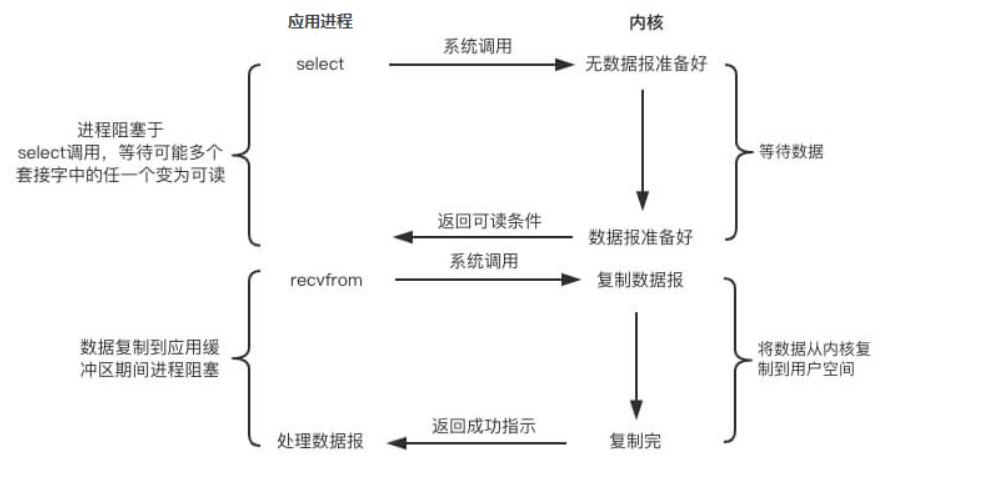 应用进程
内核
系统调用
select
无数据报准备好
进程阻塞于
select调用，等待可能多个
套接字中的任一个变为可读
等待数据
返回可读条件
数据报准备好
系统调用
recvfrom
复制数据报
数据复制到应用缓
冲区期间进程阻塞
将数据从内核复
制到用户空间
返回成功指示
处理数据报
复制完